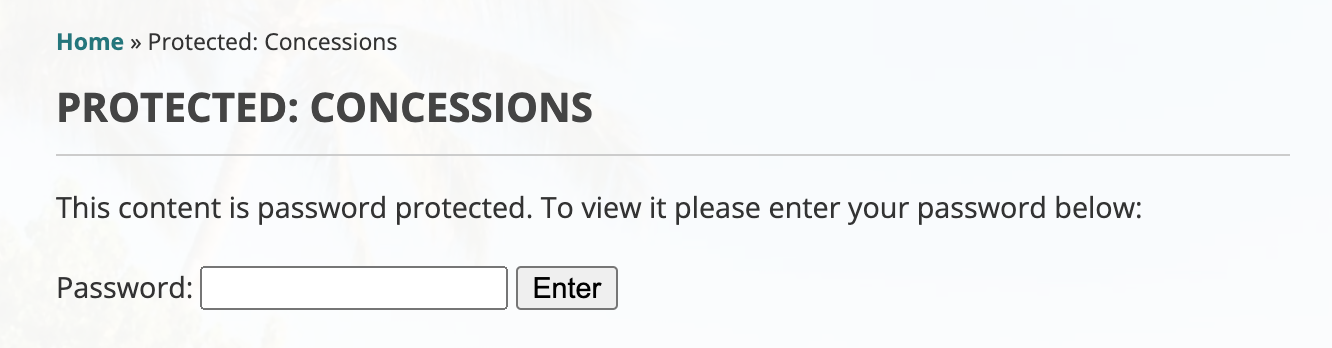 Home » Protected: Concessions
PROTECTED: CONCESSIONS
This content is password protected. To view it please enter your password below:
Password: Enter